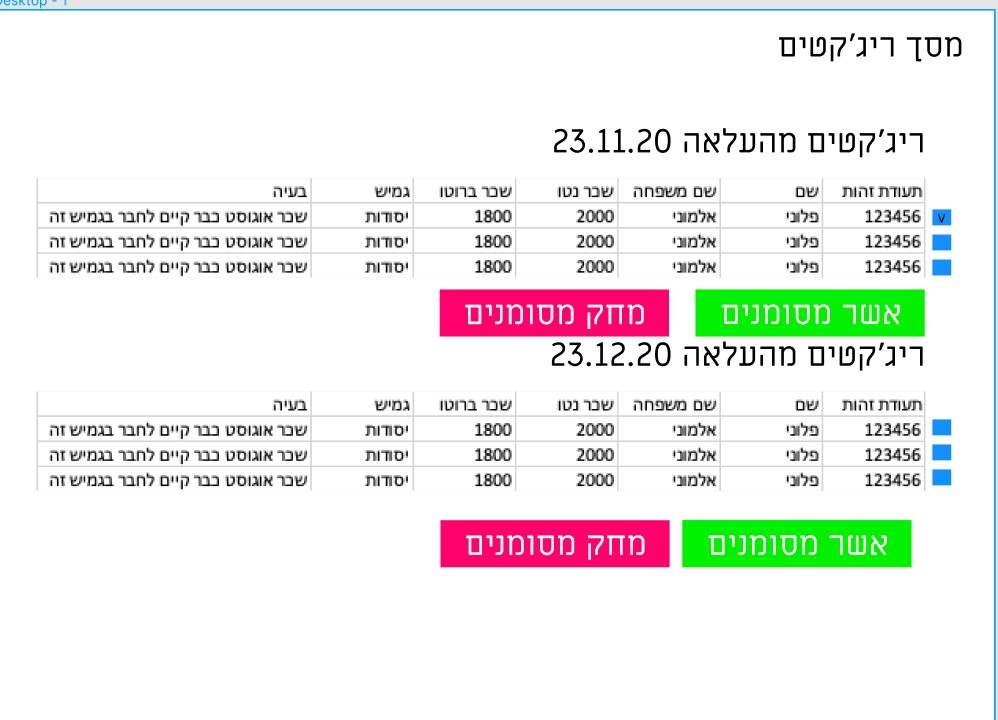 Desktop - 1
מסך ריג'קטים
ריג'קטים מהעלאה 23.11.20
תעודת זהות שם שם משפחה שכר נטו שכר ברוטו גמיש בעיה
v 123456 פלוני אלמוני 2000 1800 יסודות שכר אוגוסט כבר קיים לחבר בגמיש זה
123456 פלוני אלמוני 2000 1800 יסודות שכר אוגוסט כבר קיים לחבר בגמיש זה
123456 פלוני אלמוני 2000 1800 יסודות שכר אוגוסט כבר קיים לחבר בגמיש זה
אשר מסומנים מחק מסומנים
ריג'קטים מהעלאה 23.12.20
תעודת זהות שם שם משפחה שכר נטו שכר ברוטו גמיש בעיה
123456 פלוני אלמוני 2000 1800 יסודות שכר אוגוסט כבר קיים לחבר בגמיש זה
123456 פלוני אלמוני 2000 1800 יסודות שכר אוגוסט כבר קיים לחבר בגמיש זה
123456 פלוני אלמוני 2000 1800 יסודות שכר אוגוסט כבר קיים לחבר בגמיש זה
אשר מסומנים מחק מסומנים